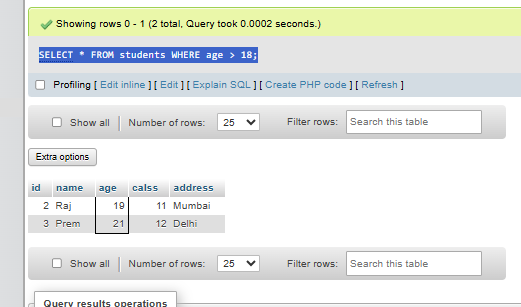 Showing rows 0 - 1 (2 total, Query took 0.0002 seconds.)
SELECT * FROM students WHERE age > 18;
Profiling [ Edit inline ] [ Edit ] [ Explain SQL ] [ Create PHP code ] [ Refresh ]
Show all Number of rows: 25 Filter rows: Search this table
Extra options
id name age calss address
2 Raj 19 11 Mumbai
3 Prem 21 12 Delhi
Show all Number of rows: 25 Filter rows: Search this table
Query results operations